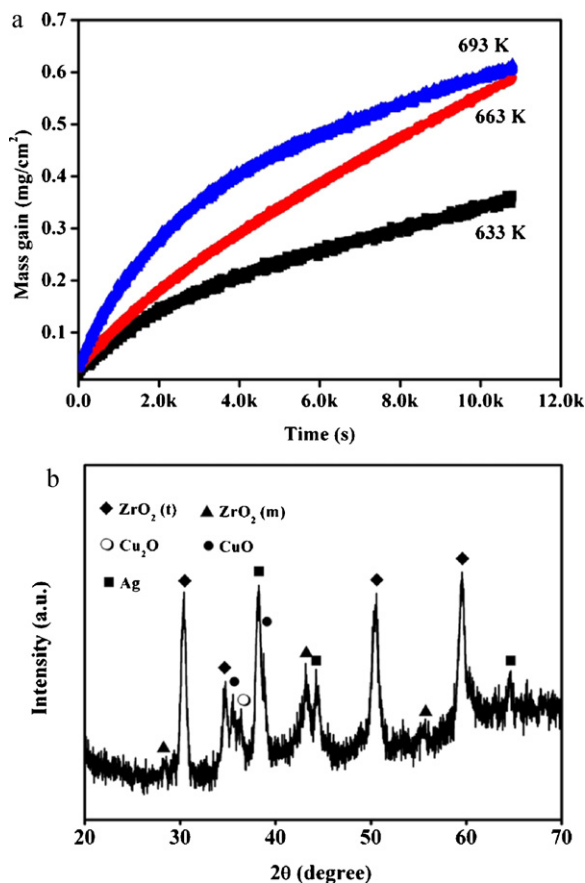 a
0.6
0.5
0.4
0.3
0.2
0.1
Mass gain (mg/cm²)
693 K
663 K
633 K
0.0 2.0k 4.0k 6.0k 8.0k 10.0k 12.0k
Time (s)
b
ZrO₂ (t) ZrO₂ (m)
Cu₂O CuO
Ag
Intensity (a.u.)
20 30 40 50 60 70
2θ (degree)